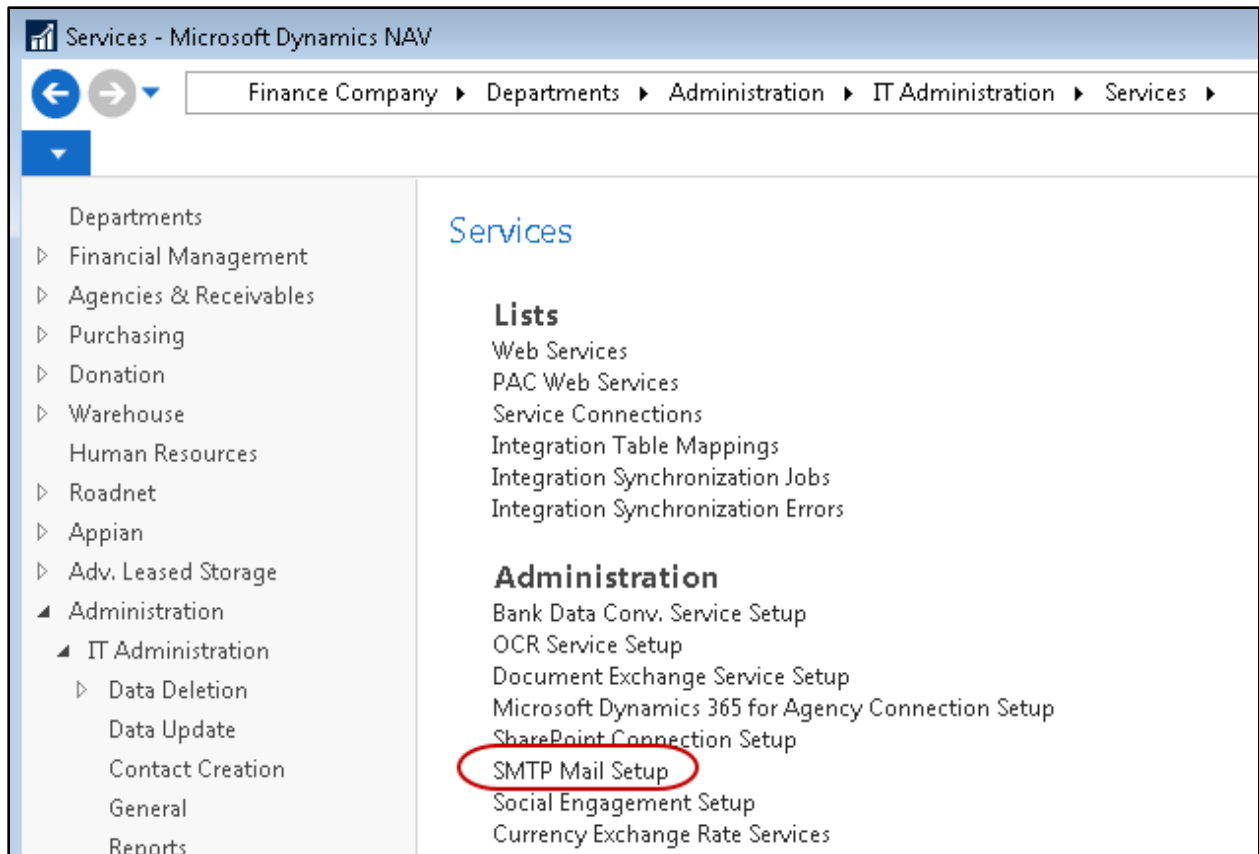 Services - Microsoft Dynamics NAV
Finance Company ▸ Departments ▸ Administration ▸ IT Administration ▸ Services ▸
Departments
Financial Management
Agencies & Receivables
Purchasing
Donation
Warehouse
Human Resources
Roadnet
Appian
Adv. Leased Storage
Administration
IT Administration
Data Deletion
Data Update
Contact Creation
General
Reports
Services
Lists
Web Services
PAC Web Services
Service Connections
Integration Table Mappings
Integration Synchronization Jobs
Integration Synchronization Errors
Administration
Bank Data Conv. Service Setup
OCR Service Setup
Document Exchange Service Setup
Microsoft Dynamics 365 for Agency Connection Setup
SharePoint Connection Setup
SMTP Mail Setup
Social Engagement Setup
Currency Exchange Rate Services